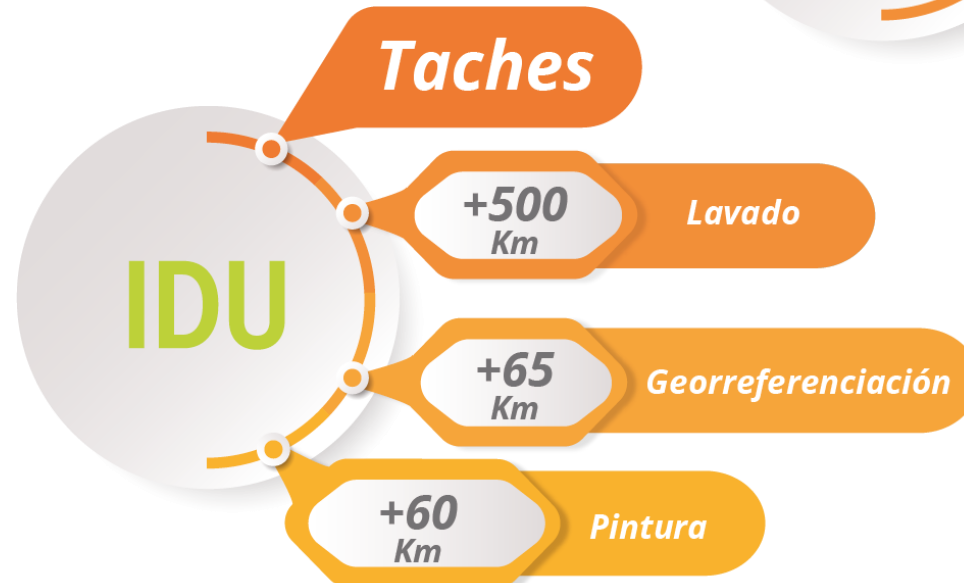 Taches
IDU
+500
Km
Lavado
+65
Km
Georreferenciación
+60
Km
Pintura